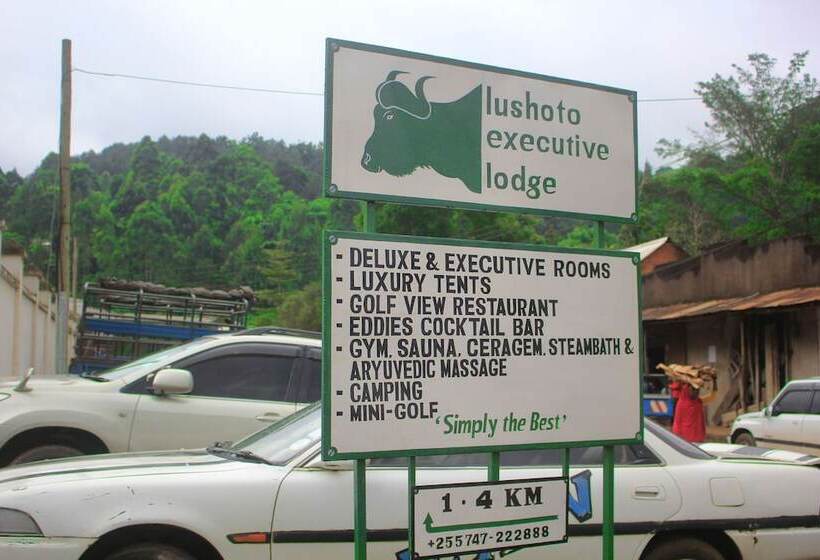 lushoto
executive
lodge
- DELUXE & EXECUTIVE ROOMS
- LUXURY TENTS
- GOLF VIEW RESTAURANT
- EDDIES COCKTAIL BAR
- GYM, SAUNA, CERAGEM, STEAMBATH &
ARYUVEDIC MASSAGE
- CAMPING
- MINI-GOLF
'Simply the Best'
1.4 KM
+255747-222888